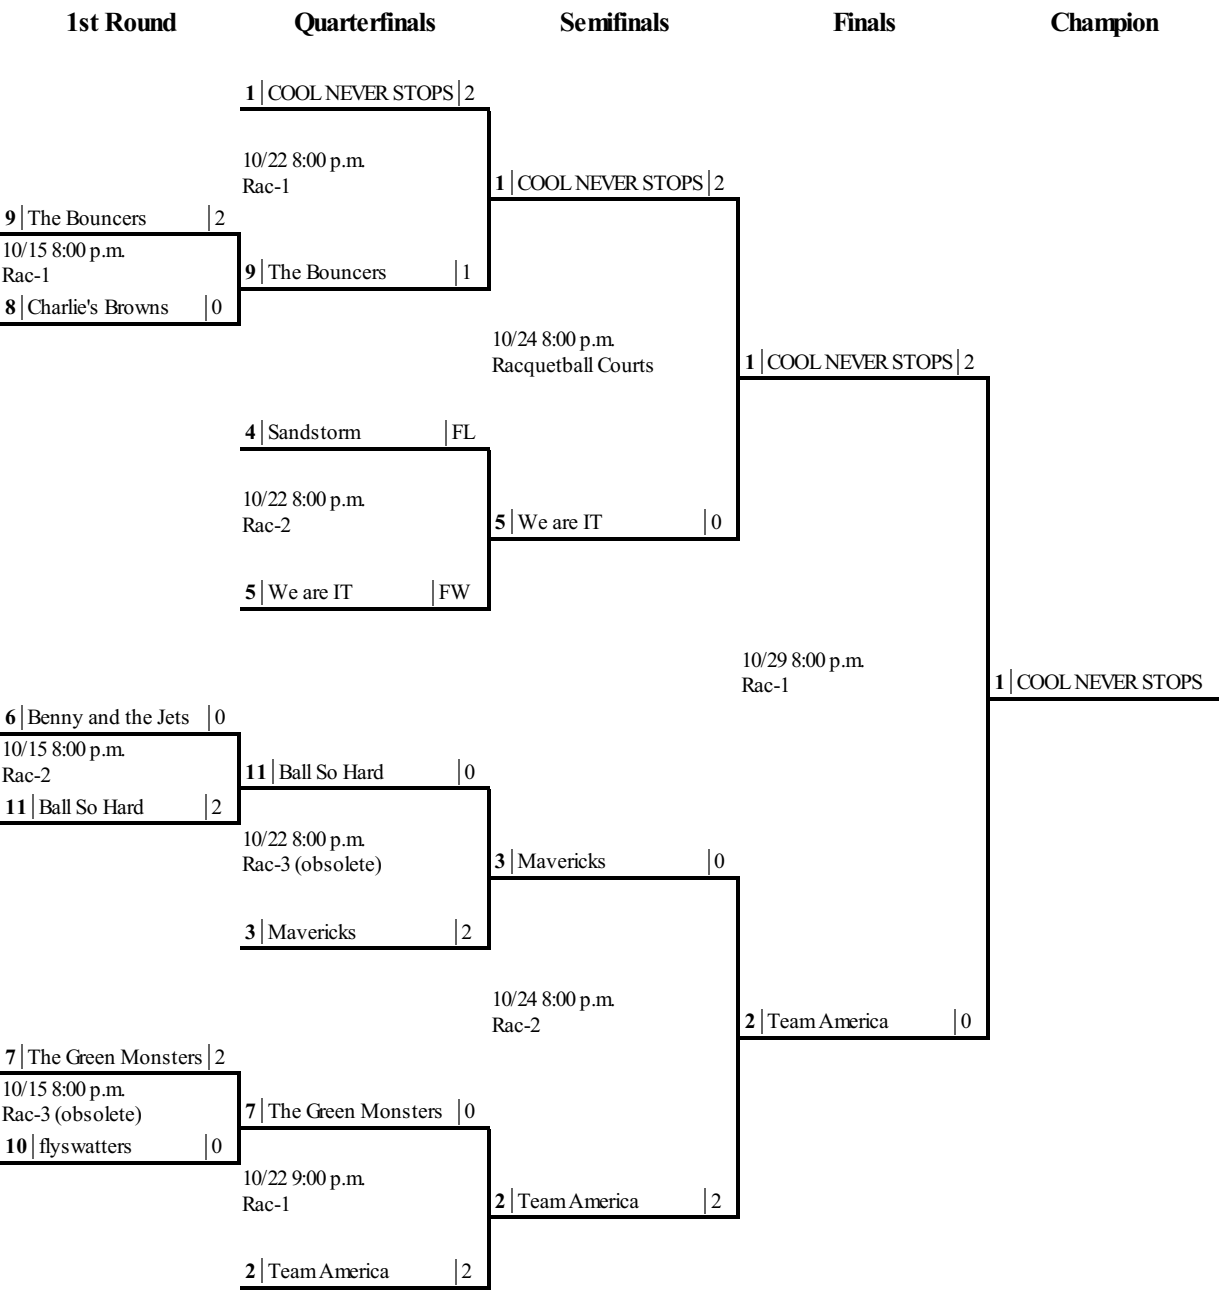 1st Round
Quarterfinals
Semifinals
Finals
Champion
1 COOL NEVER STOPS 2
10/22 8:00 p.m.
Rac-1
1 COOL NEVER STOPS 2
9 The Bouncers 2
10/15 8:00 p.m.
Rac-1
9 The Bouncers 1
8 Charlie's Browns 0
10/24 8:00 p.m.
Racquetball Courts
1 COOL NEVER STOPS 2
4 Sandstorm FL
10/22 8:00 p.m.
Rac-2
5 We are IT 0
5 We are IT FW
10/29 8:00 p.m.
Rac-1
1 COOL NEVER STOPS
6 Benny and the Jets 0
10/15 8:00 p.m.
Rac-2
11 Ball So Hard 0
11 Ball So Hard 2
10/22 8:00 p.m.
Rac-3 (obsolete)
3 Mavericks 0
3 Mavericks 2
10/24 8:00 p.m.
Rac-2
2 Team America 0
7 The Green Monsters 2
10/15 8:00 p.m.
Rac-3 (obsolete)
7 The Green Monsters 0
10 flyswatters 0
10/22 9:00 p.m.
Rac-1
2 Team America 2
2 Team America 2